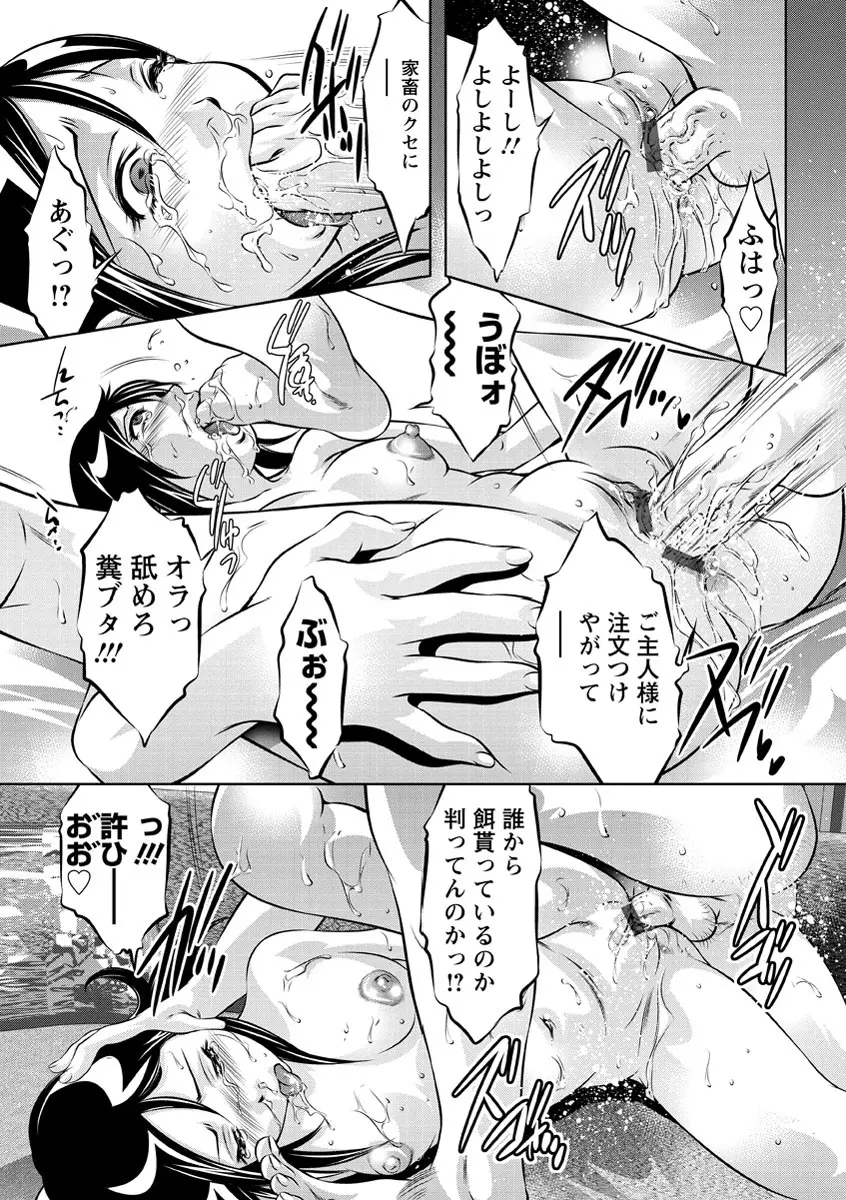 よーし!!
よしよしよしっ
ふはっ♡
家畜のクセに
――
あぐっ!?
うぼォ
～～
ご主人様に
注文つけ
やがって
――
オラっ
舐めろ
糞ブタ!!!
ぶぉ～～
誰から
餌貰っているのか
判ってんのかっ!?
っ!!!
許ひ――
おお♡